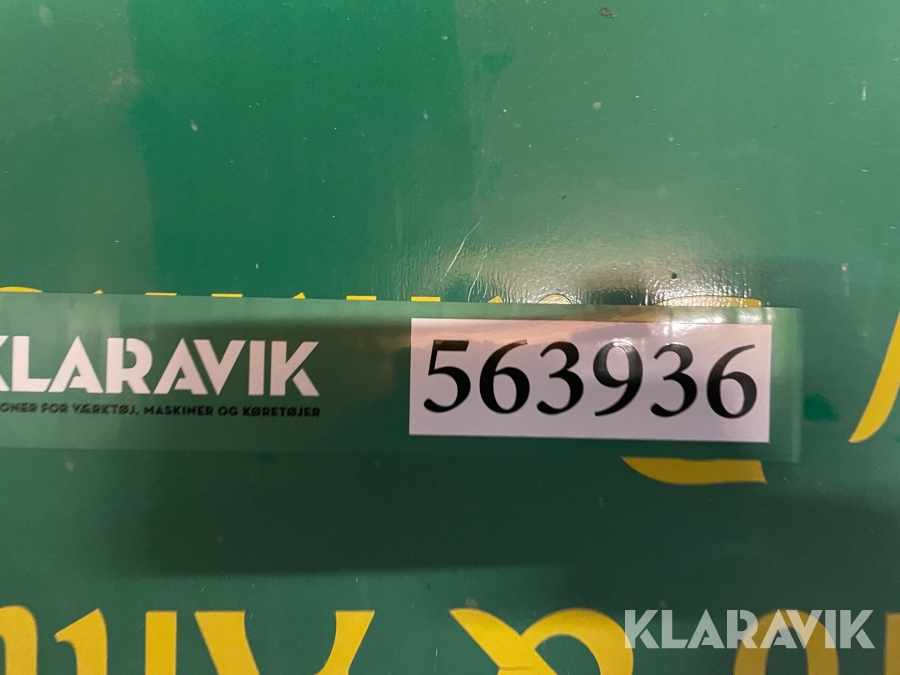 KLARAVIK
563936
ONER FOR VÆRKTØJ, MASKINER OG KØRETØJER
KLARAVIK